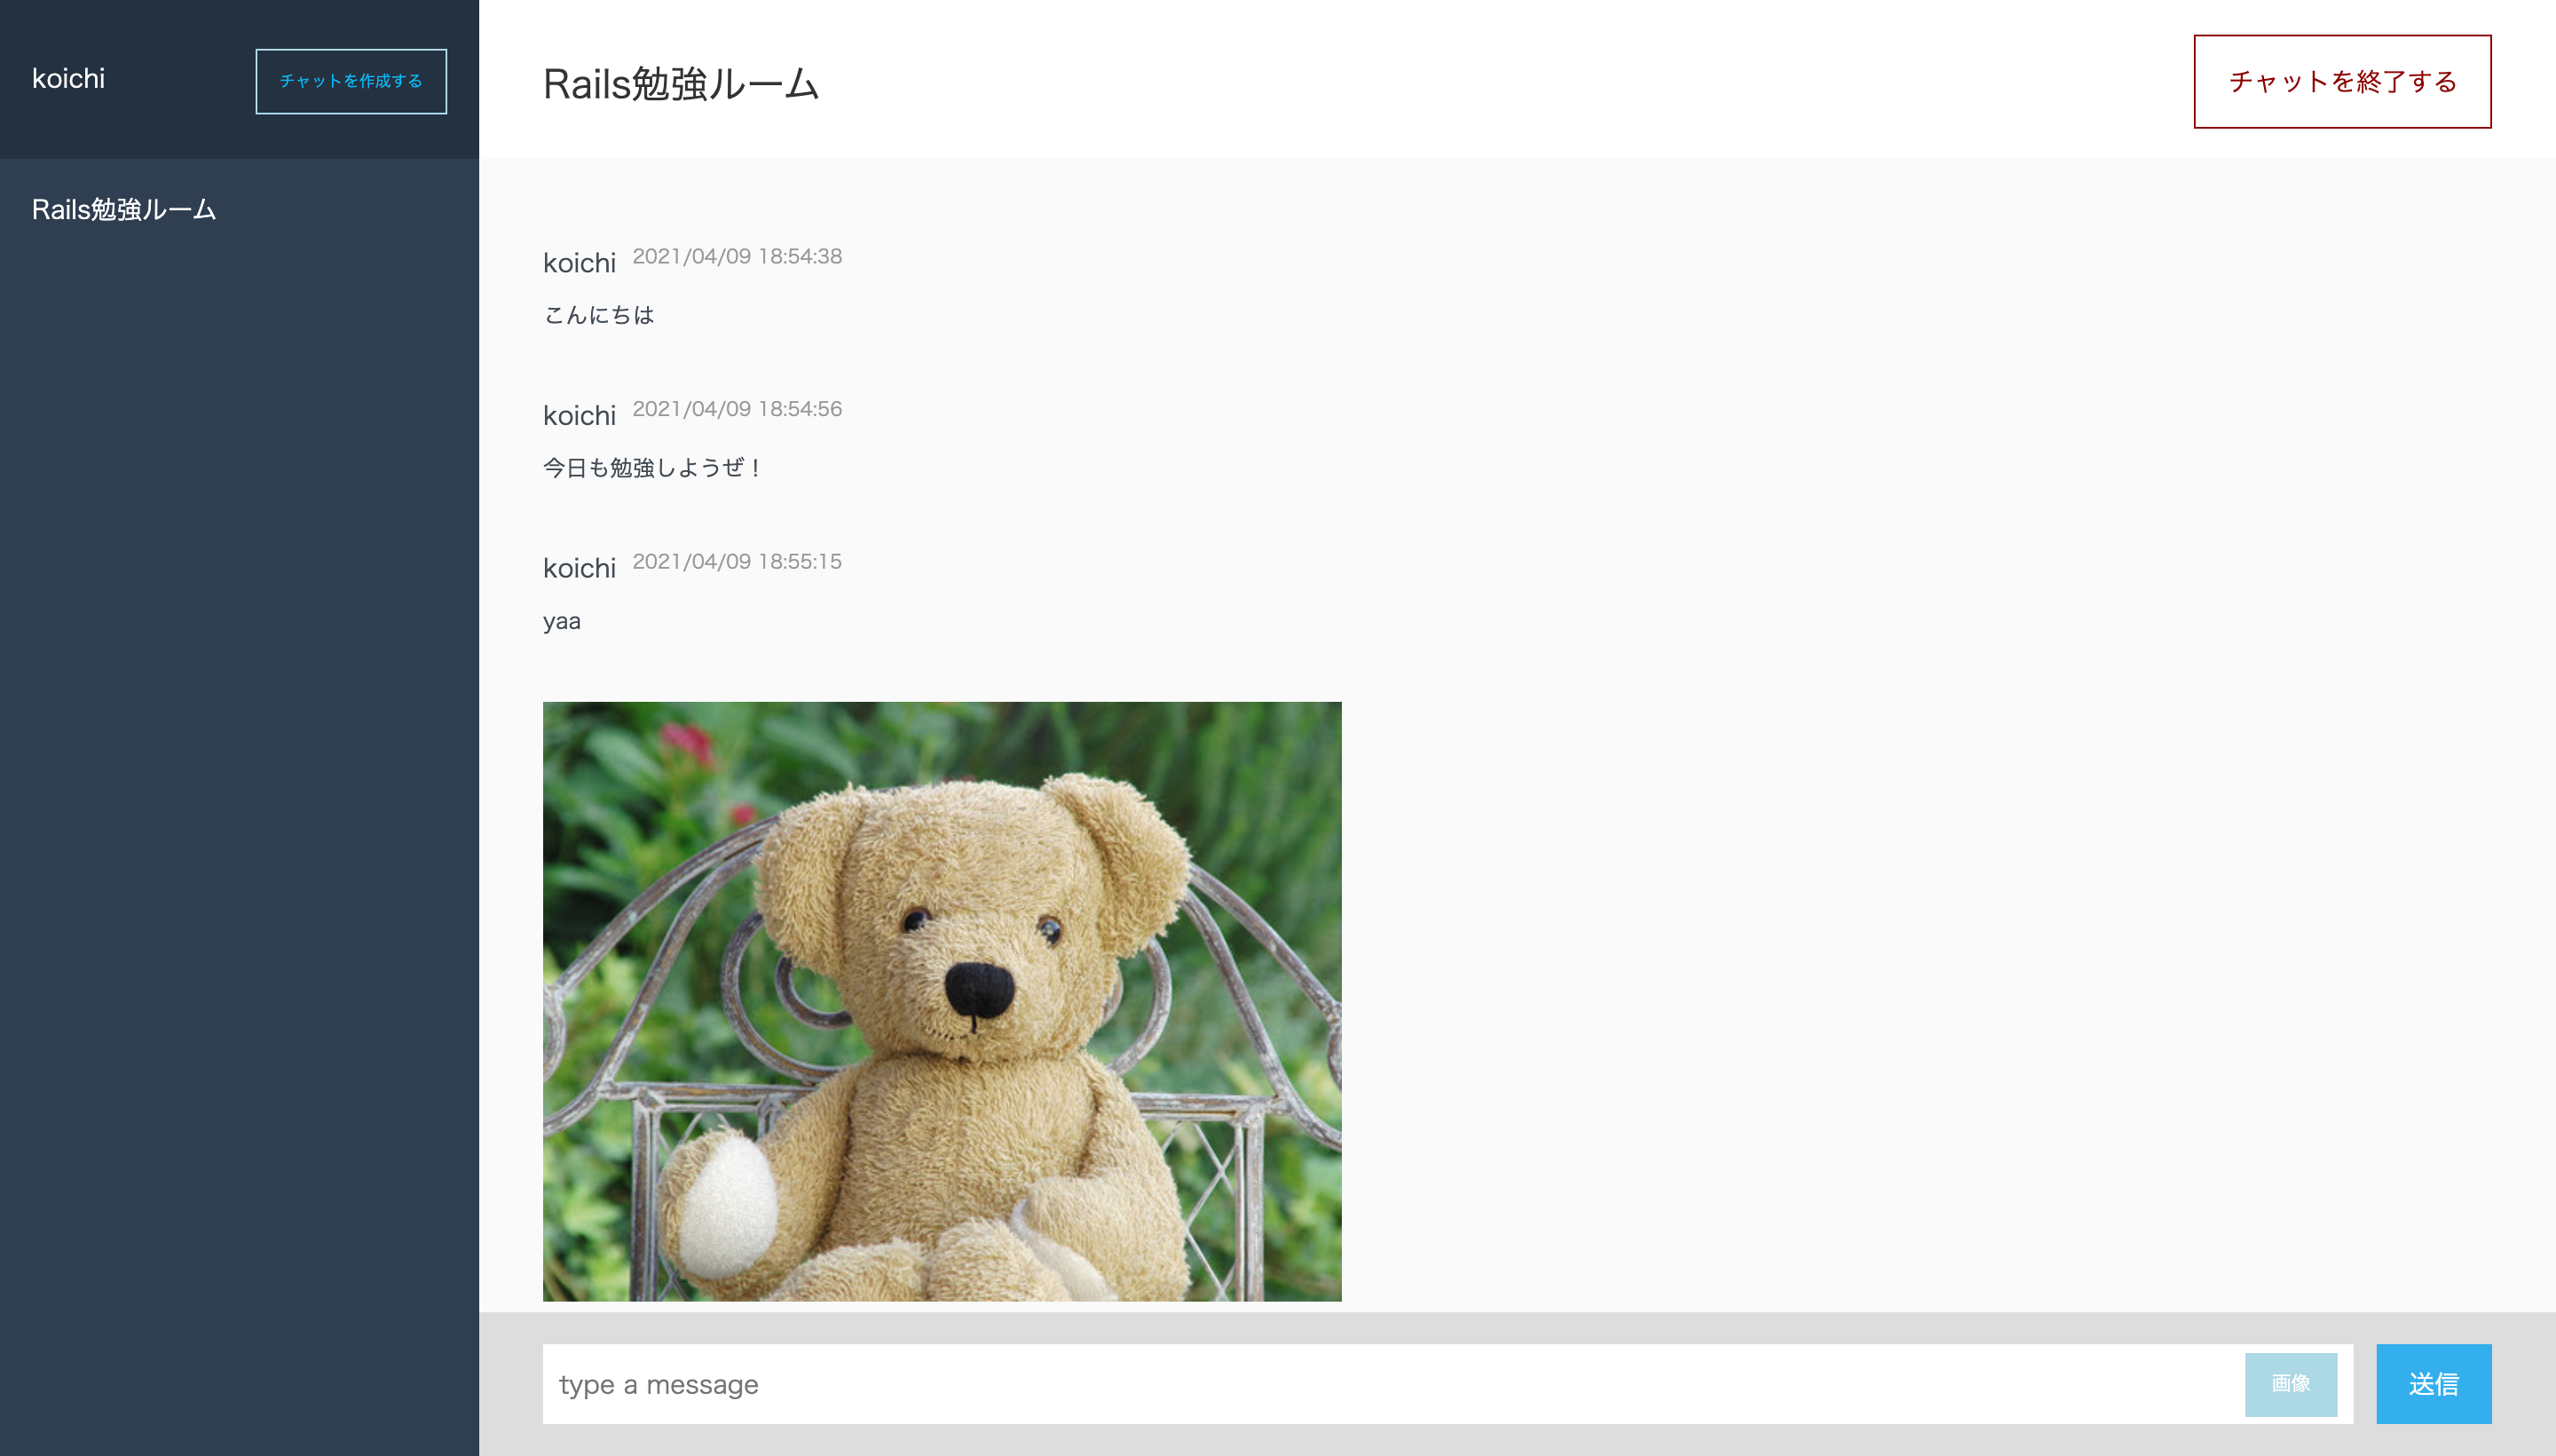 koichi
チャットを作成する
Rails勉強ルーム
Rails勉強ルーム
チャットを終了する
koichi 2021/04/09 18:54:38
こんにちは
koichi 2021/04/09 18:54:56
今日も勉強しようぜ！
koichi 2021/04/09 18:55:15
yaa
type a message
画像
送信